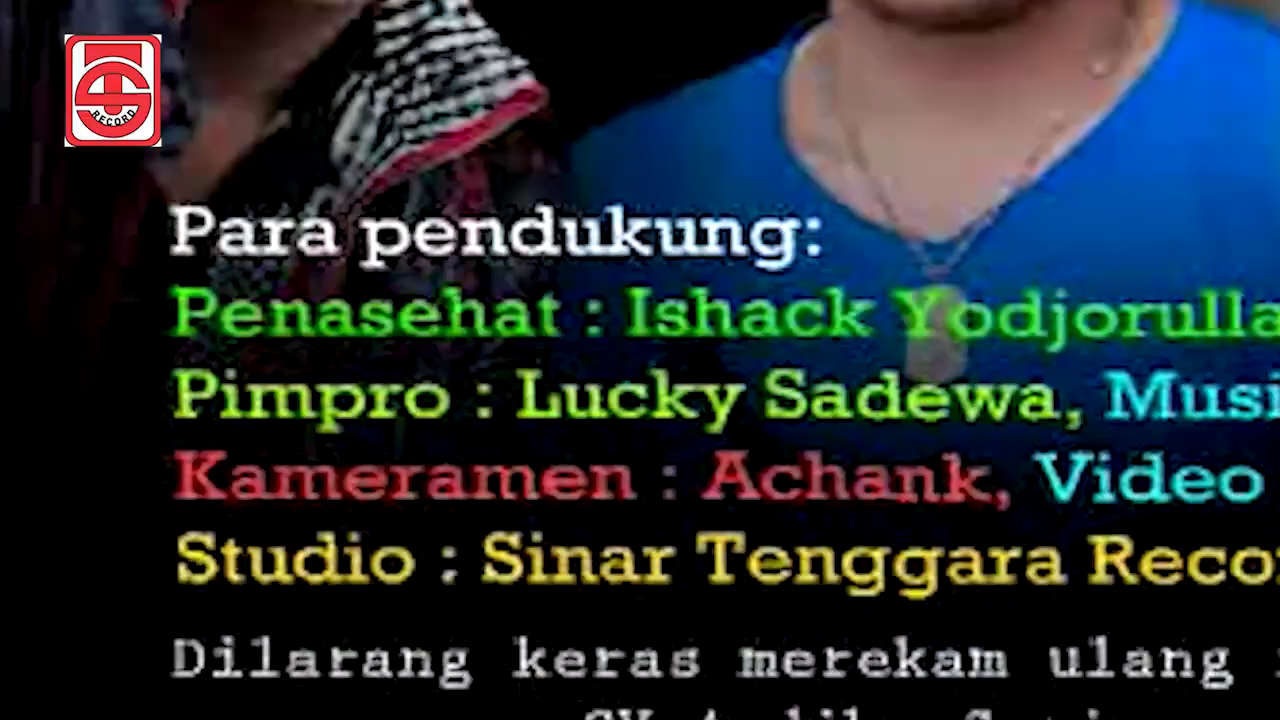 RECORD
Para pendukung:
Penasehat : Ishack Yodjorulla
Pimpro : Lucky Sadewa, Musi
Kameramen : Achank, Video
Studio : Sinar Tenggara Reco
Dilarang keras merekam ulang